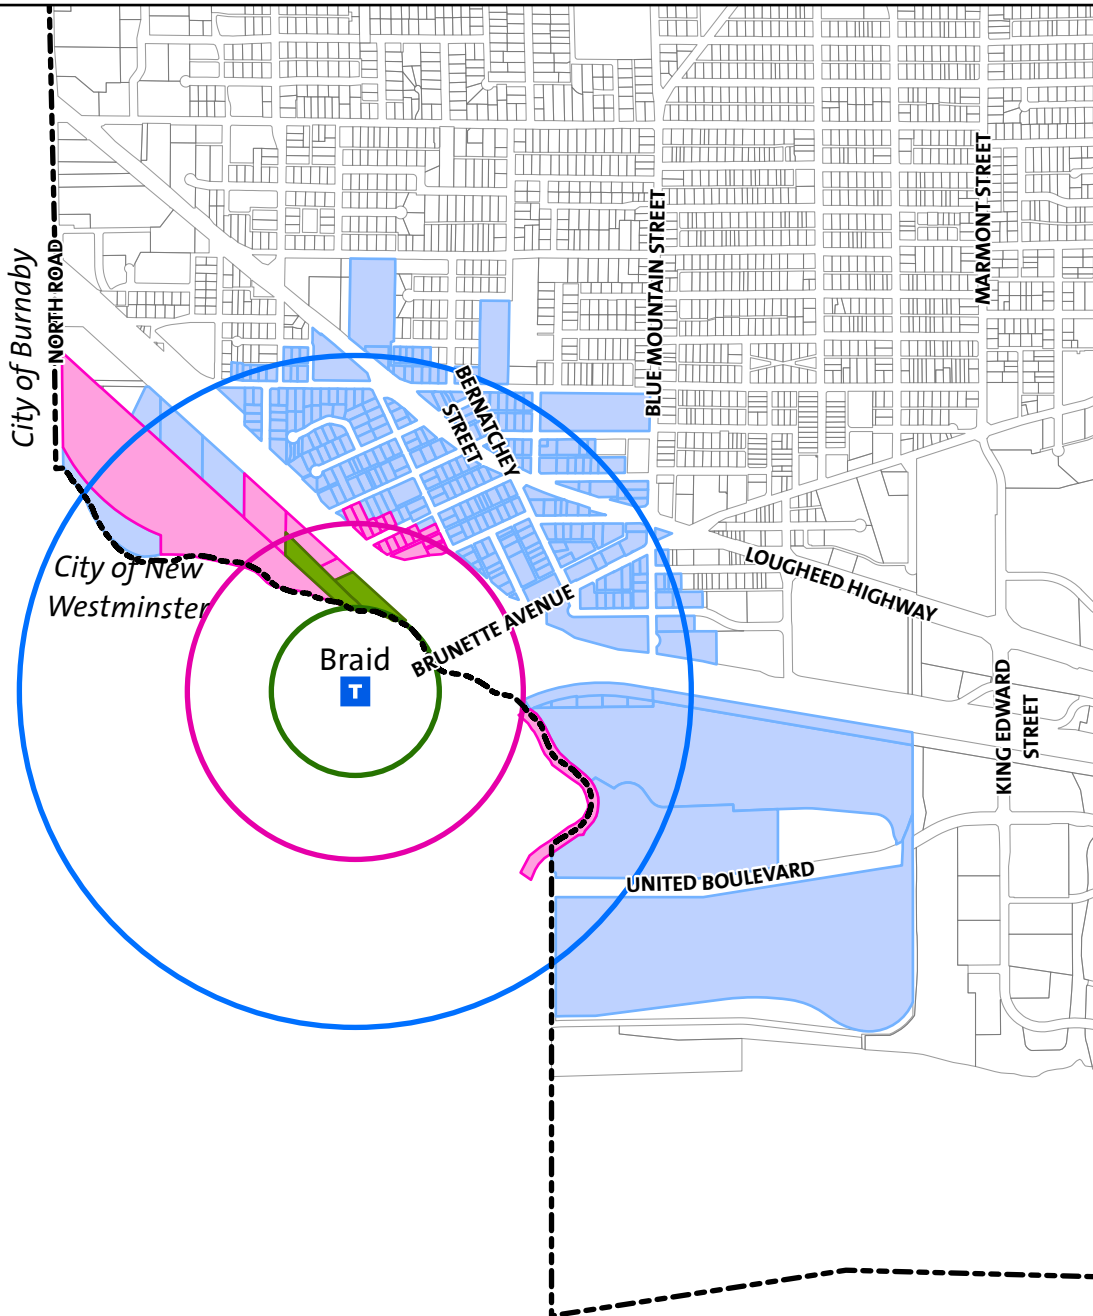 MARMONT STREET
BLUE MOUNTAIN STREET
NORTH ROAD
City of Burnaby
BERNATCHEY
STREET
City of New
Westminster
LOUGHEED HIGHWAY
BRUNETTE AVENUE
Braid
T
KING EDWARD
STREET
UNITED BOULEVARD